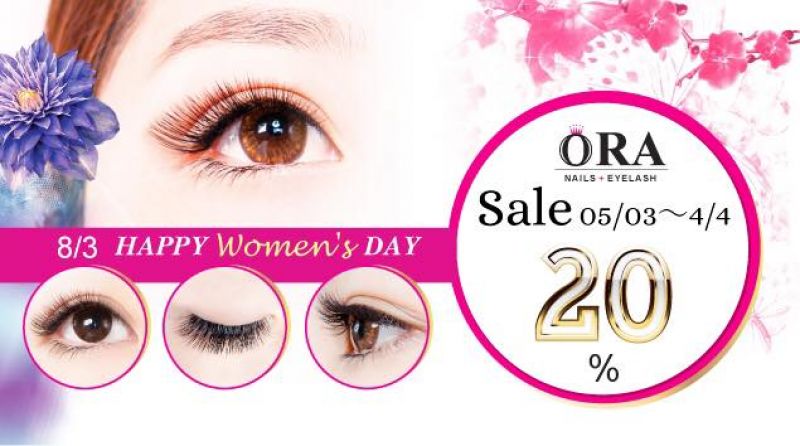 ORA
NAILS + EYELASH
Sale 05/03~4/4
20
%
8/3 HAPPY Women's DAY